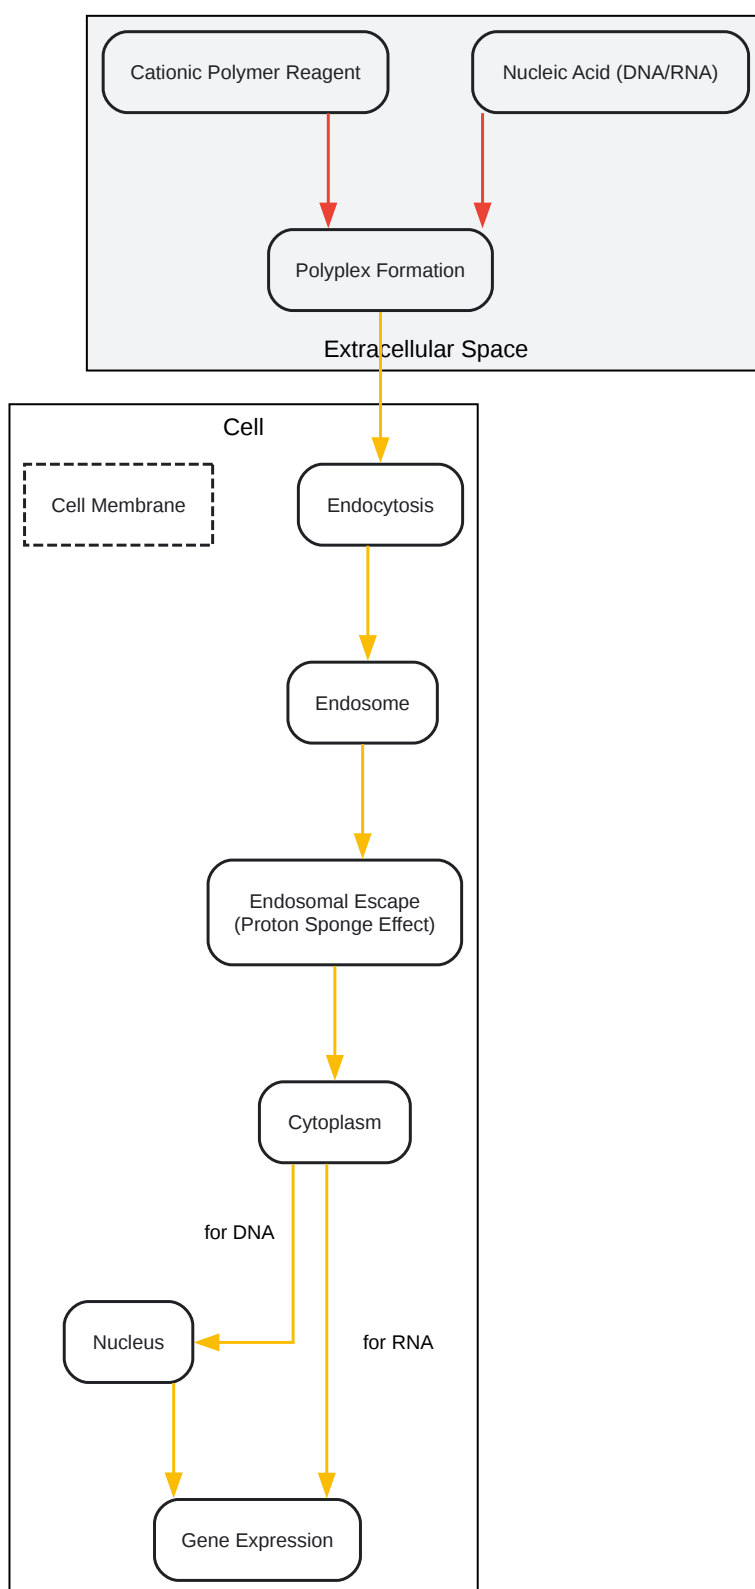 Cationic Polymer Reagent
Nucleic Acid (DNA/RNA)
Polyplex Formation
Extracellular Space
Cell
Cell Membrane
Endocytosis
Endosome
Endosomal Escape
(Proton Sponge Effect)
Cytoplasm
for DNA
Nucleus
for RNA
Gene Expression